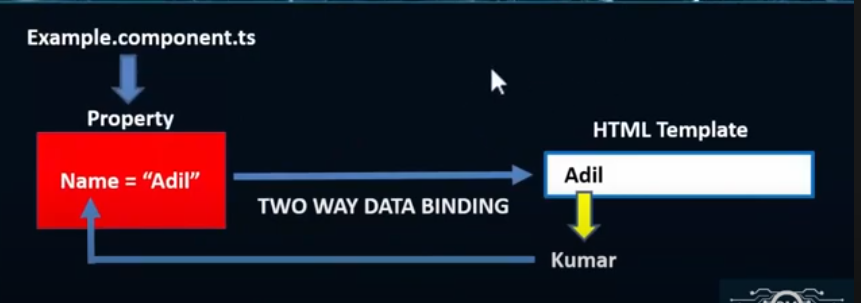 Example.component.ts
Property
HTML Template
Name = “Adil”
Adil
TWO WAY DATA BINDING
Kumar